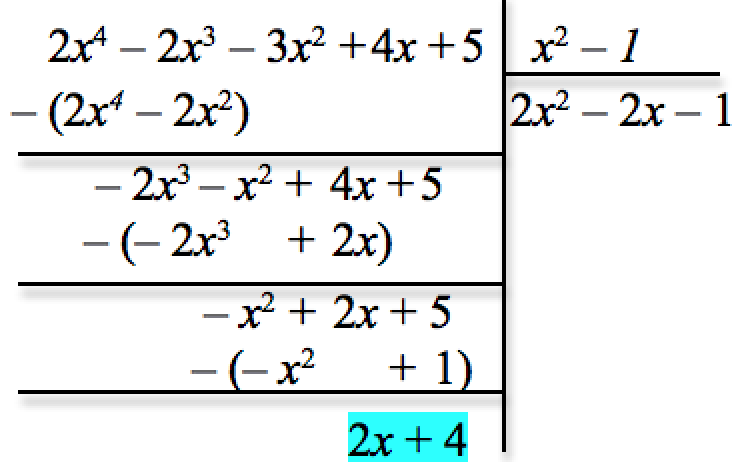 2x⁴ – 2x³ – 3x² + 4x + 5 x² – 1
– (2x⁴ – 2x²) 2x² – 2x – 1
– 2x³ – x² + 4x + 5
– (– 2x³ + 2x)
– x² + 2x + 5
– (– x² + 1)
2x + 4